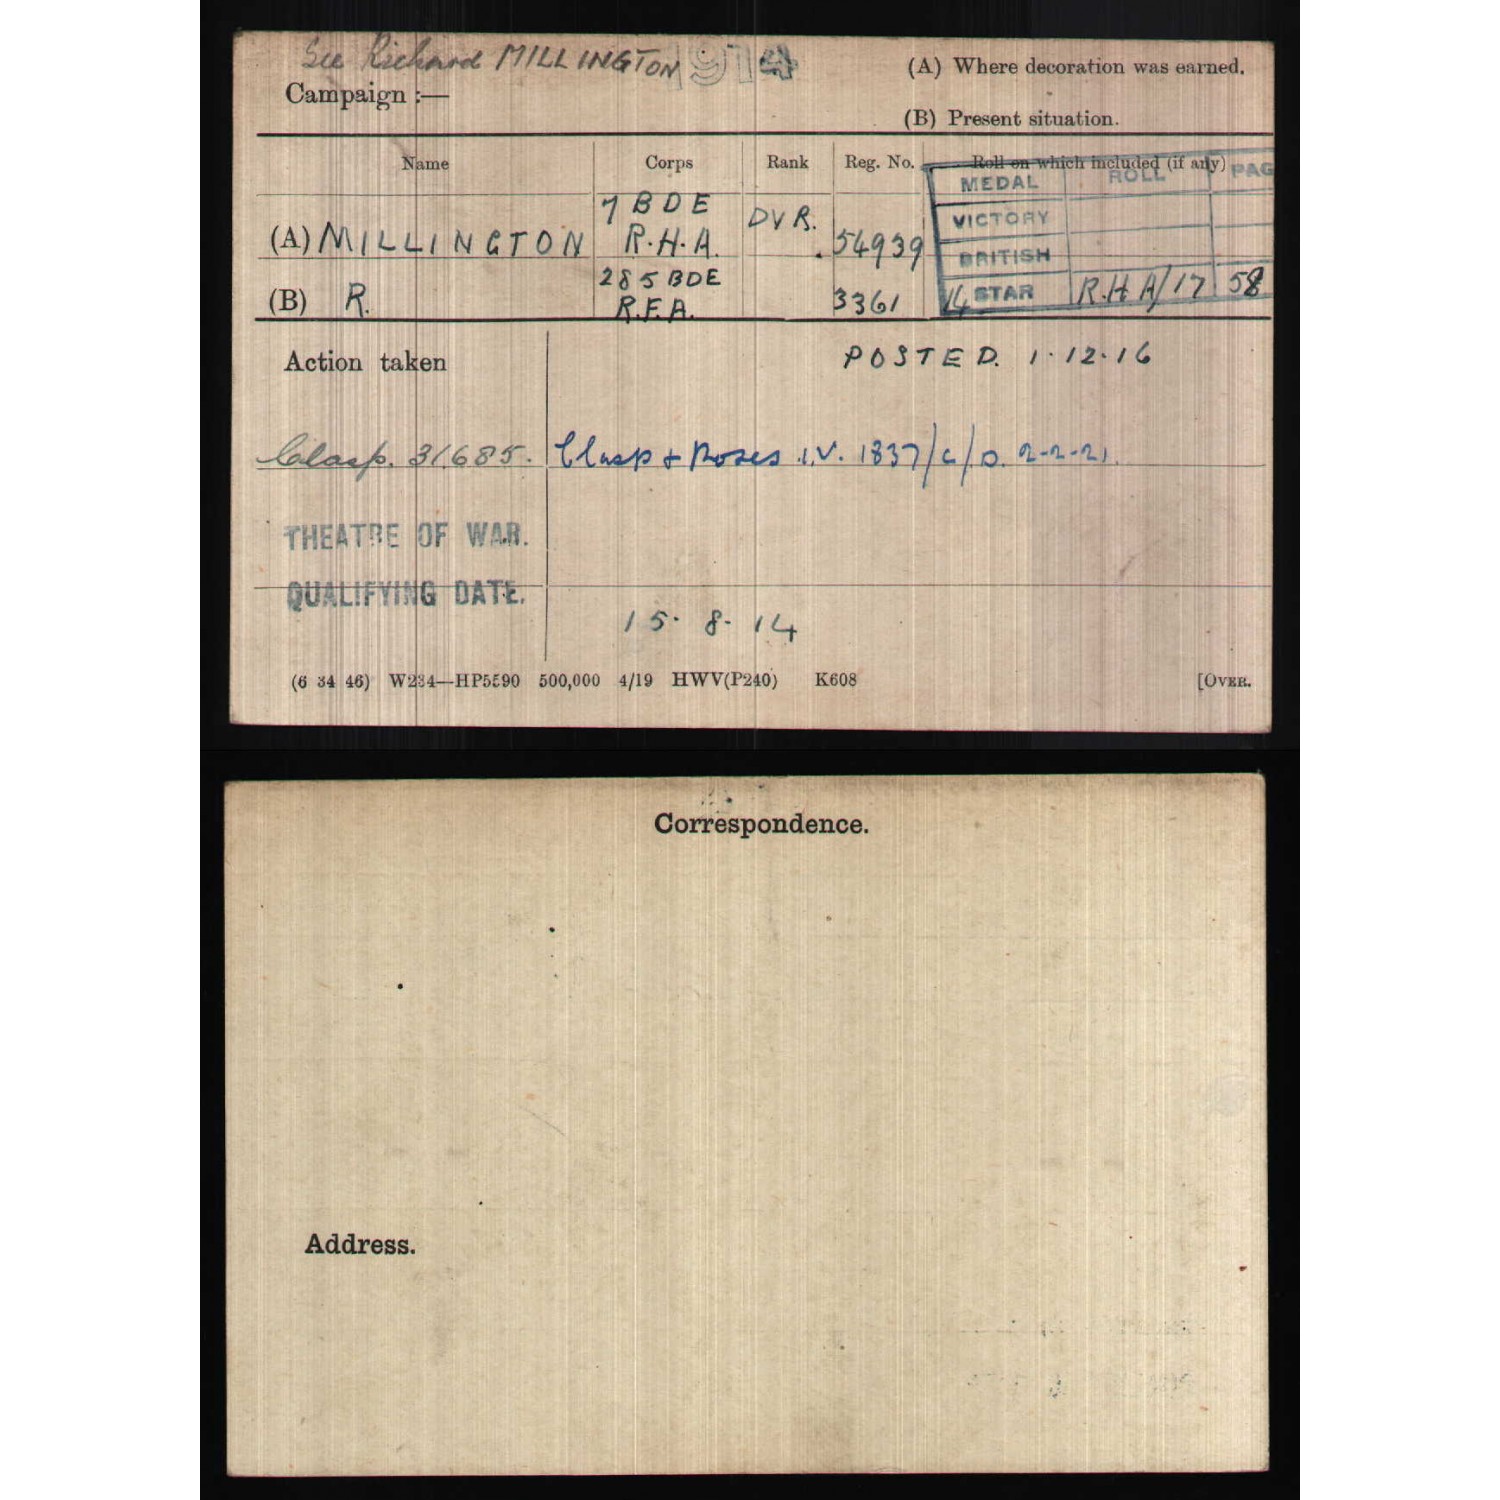 See Richard MILLINGTON 1914
(A) Where decoration was earned.
Campaign :—
(B) Present situation.
Name Corps Rank Reg. No. Roll on which included (if any)
MEDAL ROLL PAG
VICTORY
BRITISH
14 STAR R.H.A/17 58
(A) MILLINGTON 7 BDE R.H.A. DVR. 54939
(B) R. 285 BDE R.F.A. 3361
Action taken
POSTED. 1.12.16
Clasp. 31685. Clasp + Roses I.V. 1837/c/D. 2-2-21.
THEATRE OF WAR.
QUALIFYING DATE.
15. 8. 14
(6 34 46) W234—HP5590 500,000 4/19 HWV(P240) K608 [OVER.
Correspondence.
Address.